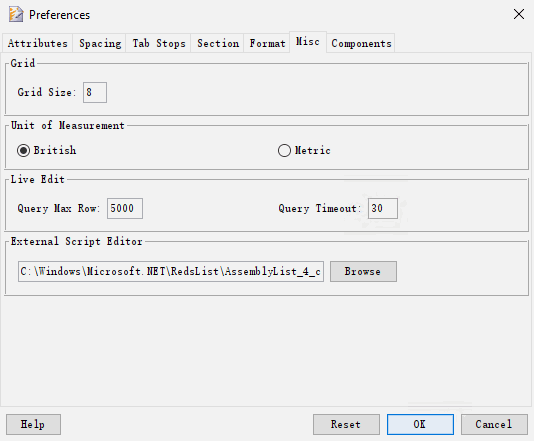 Preferences
Attributes Spacing Tab Stops Section Format Misc Components
Grid
Grid Size: 8
Unit of Measurement
British Metric
Live Edit
Query Max Row: 5000 Query Timeout: 30
External Script Editor
C:\Windows\Microsoft.NET\RedsList\AssemblyList_4_c Browse
Help Reset OK Cancel